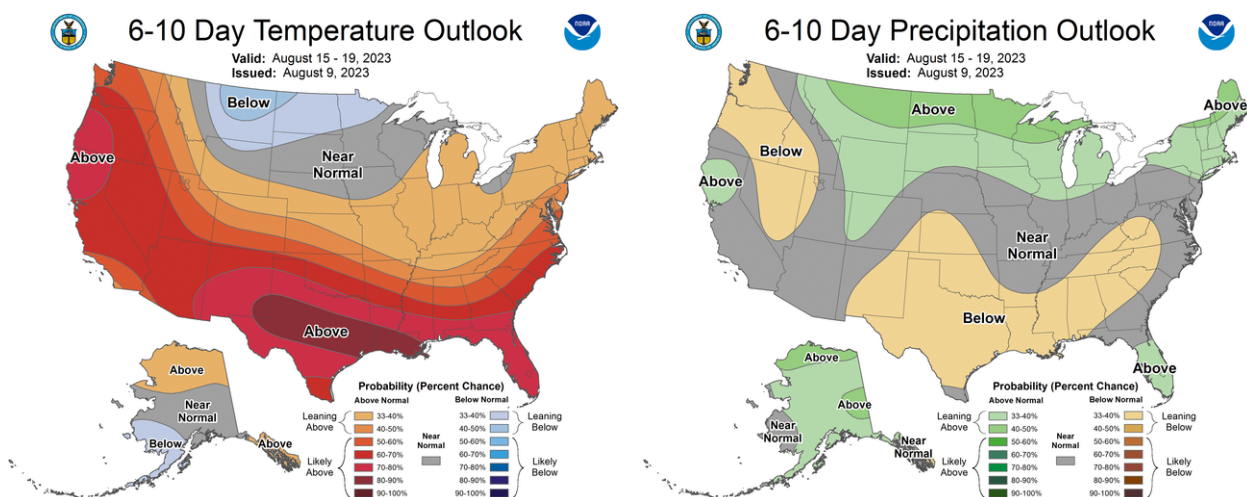 6-10 Day Temperature Outlook
NOAA
Valid: August 15 - 19, 2023
Issued: August 9, 2023
Below
Above
Near
Normal
Above
Above
Near
Normal
Below
Above
Probability (Percent Chance)
Above Normal
Below Normal
Leaning
Above
33-40%
33-40%
Leaning
Below
40-50%
40-50%
50-60%
50-60%
Near
Normal
60-70%
60-70%
Likely
Above
70-80%
70-80%
Likely
Below
80-90%
80-90%
90-100%
90-100%
6-10 Day Precipitation Outlook
NOAA
Valid: August 15 - 19, 2023
Issued: August 9, 2023
Above
Above
Below
Above
Near
Normal
Below
Above
Above
Above
Near
Normal
Near
Normal
Probability (Percent Chance)
Above Normal
Below Normal
Leaning
Above
33-40%
33-40%
Leaning
Below
40-50%
40-50%
50-60%
50-60%
Near
Normal
60-70%
60-70%
Likely
Above
70-80%
70-80%
Likely
Below
80-90%
80-90%
90-100%
90-100%